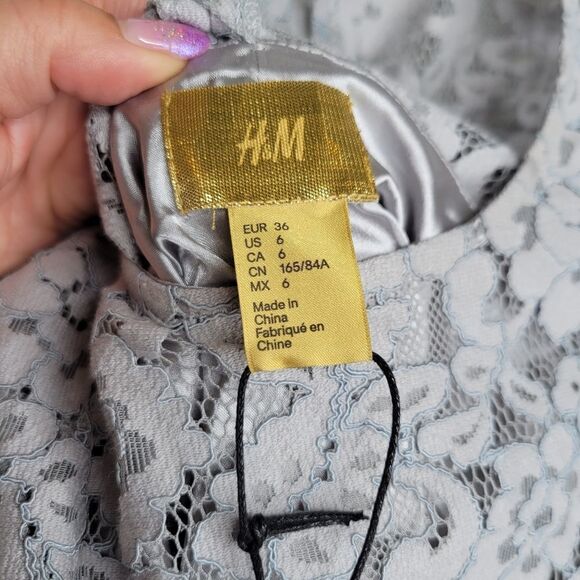 H&M
EUR 36
US 6
CA 6
CN 165/84A
MX 6
Made in
China
Fabriqué en
Chine